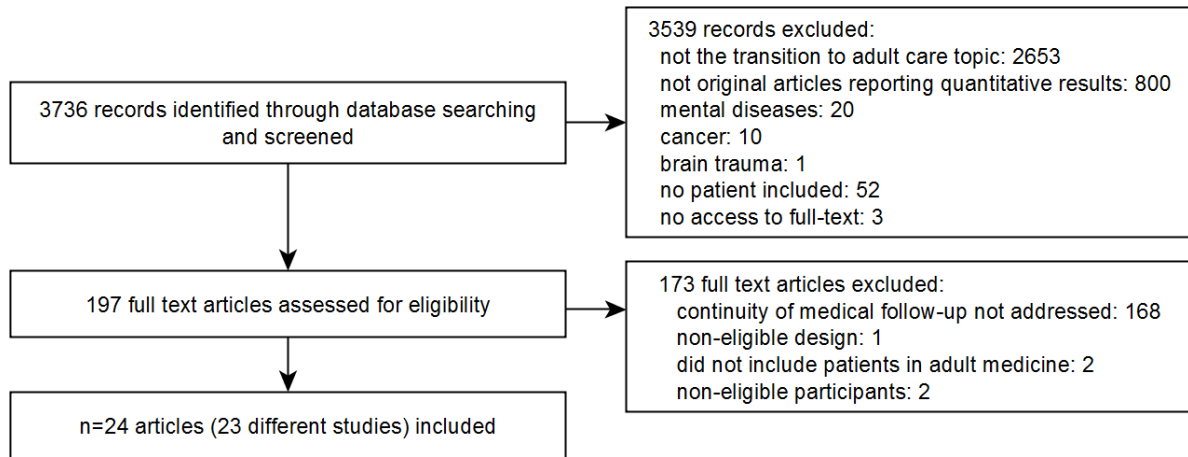 3736 records identified through database searching
and screened
3539 records excluded:
not the transition to adult care topic: 2653
not original articles reporting quantitative results: 800
mental diseases: 20
cancer: 10
brain trauma: 1
no patient included: 52
no access to full-text: 3
197 full text articles assessed for eligibility
173 full text articles excluded:
continuity of medical follow-up not addressed: 168
non-eligible design: 1
did not include patients in adult medicine: 2
non-eligible participants: 2
n=24 articles (23 different studies) included